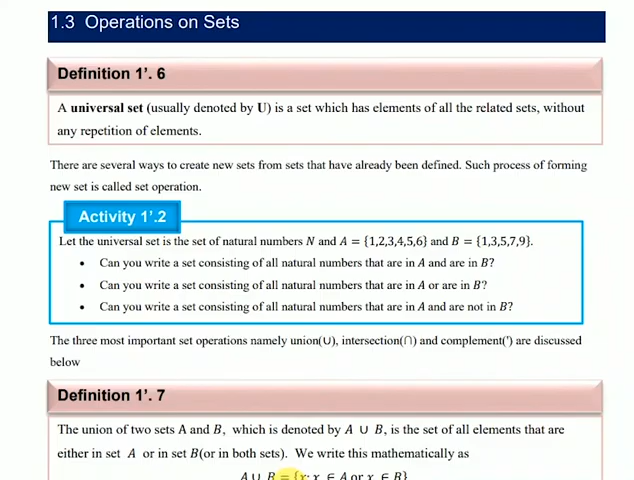 1.3 Operations on Sets
Definition 1’. 6
A universal set (usually denoted by U) is a set which has elements of all the related sets, without
any repetition of elements.
There are several ways to create new sets from sets that have already been defined. Such process of forming
new set is called set operation.
Activity 1’.2
Let the universal set is the set of natural numbers N and A = {1,2,3,4,5,6} and B = {1,3,5,7,9}.
• Can you write a set consisting of all natural numbers that are in A and are in B?
• Can you write a set consisting of all natural numbers that are in A or are in B?
• Can you write a set consisting of all natural numbers that are in A and are not in B?
The three most important set operations namely union(∪), intersection(∩) and complement(') are discussed
below
Definition 1’. 7
The union of two sets A and B, which is denoted by A ∪ B, is the set of all elements that are
either in set A or in set B(or in both sets). We write this mathematically as
A ∪ B = {x: x ∈ A or x ∈ B}